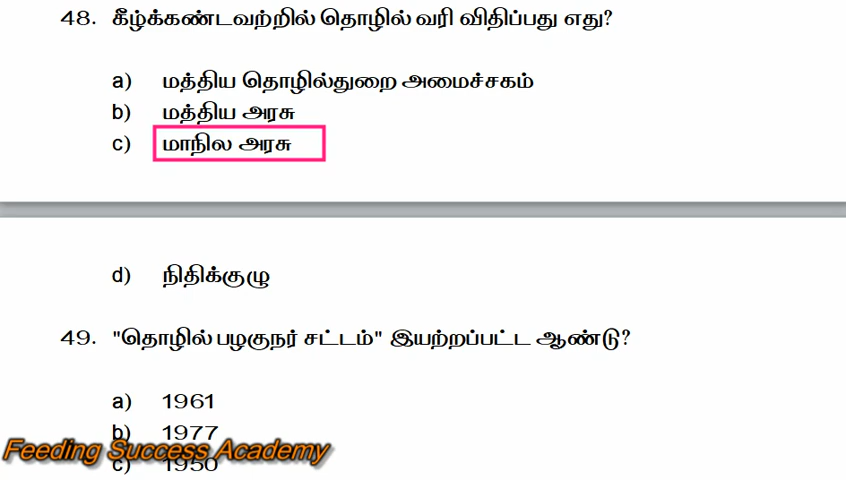 48. கீழ்க்கண்டவற்றில் தொழில் வரி விதிப்பது எது?
a) மத்திய தொழில்துறை அமைச்சகம்
b) மத்திய அரசு
c) மாநில அரசு
d) நிதிக்குழு
49. "தொழில் பழகுநர் சட்டம்" இயற்றப்பட்ட ஆண்டு?
a) 1961
b) 1977
Feeding Success Academy
c) 1950